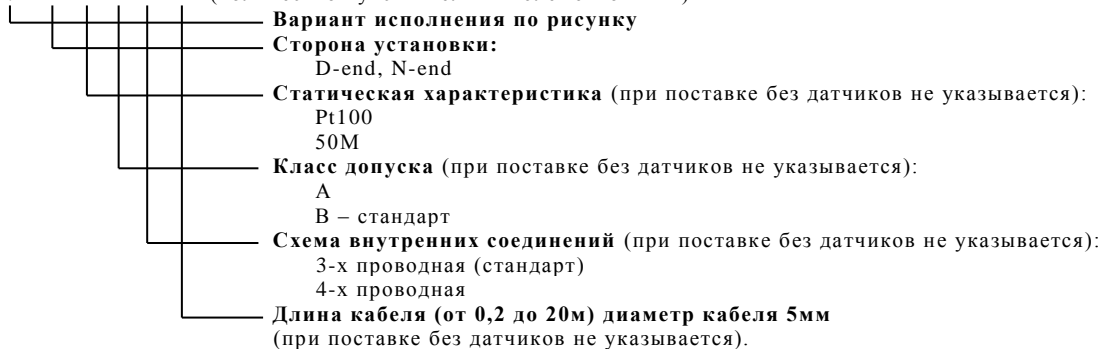 Вариант исполнения по рисунку
Сторона установки:
D-end, N-end
Статическая характеристика (при поставке без датчиков не указывается):
Pt100
50М
Класс допуска (при поставке без датчиков не указывается):
А
В – стандарт
Схема внутренних соединений (при поставке без датчиков не указывается):
3-х проводная (стандарт)
4-х проводная
Длина кабеля (от 0,2 до 20м) диаметр кабеля 5мм
(при поставке без датчиков не указывается).